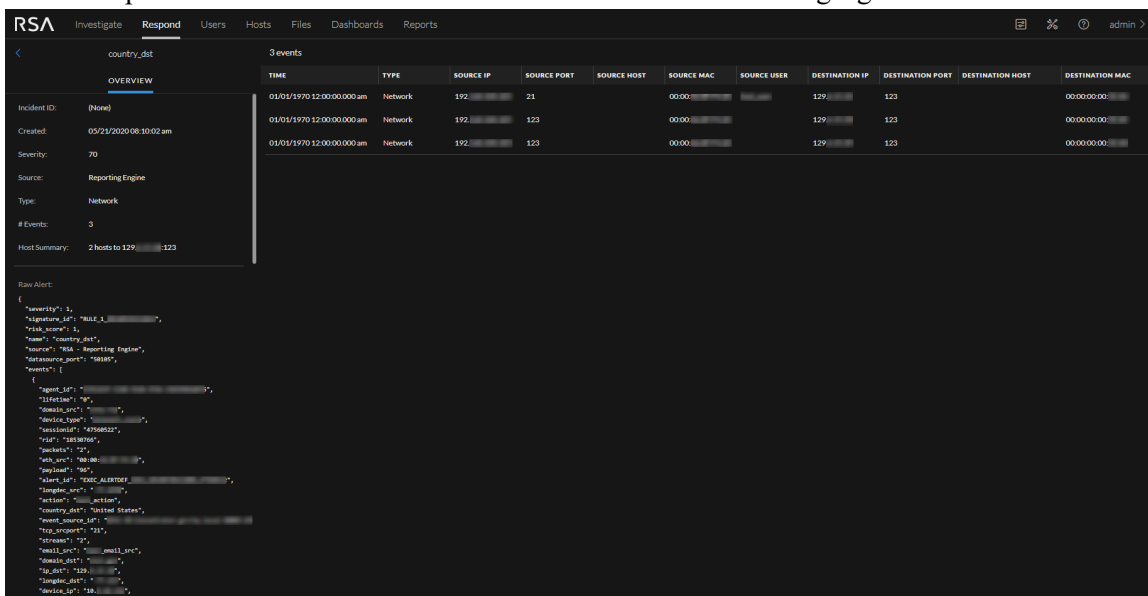 RSA Investigate Respond Users Hosts Files Dashboards Reports admin >
country_dst
OVERVIEW
Incident ID: (None)
Created: 05/21/2020 08:10:02 am
Severity: 70
Source: Reporting Engine
Type: Network
# Events: 3
Host Summary: 2 hosts to 129. :123
Raw Alert:
{
"severity": 1,
"signature_id": "RULE_1_ ",
"risk_score": 1,
"name": "country_dst",
"source": "RSA - Reporting Engine",
"datasource_port": "50105",
"events": [
{
"agent_id": " ",
"lifetime": "0",
"domain_src": " ",
"device_type": " ",
"sessionid": "47560522",
"rid": "18530766",
"packets": "2",
"eth_src": "00:00: ",
"payload": "96",
"alert_id": "EXEC_ALERTDEF_ ",
"longdec_src": " ",
"action": " _action",
"country_dst": "United States",
"event_source_id": "
"tcp_srcport": "21",
"streams": "2",
"email_src": " _email_src",
"domain_dst": " ",
"ip_dst": "129. ",
"longdec_dst": " ",
"device_ip": "10. ",
3 events
TIME TYPE SOURCE IP SOURCE PORT SOURCE HOST SOURCE MAC SOURCE USER DESTINATION IP DESTINATION PORT DESTINATION HOST DESTINATION MAC
01/01/1970 12:00:00.000 am Network 192. 21 00:00: 129. 123 00:00:00:00:
01/01/1970 12:00:00.000 am Network 192. 123 00:00: 129. 123 00:00:00:00:
01/01/1970 12:00:00.000 am Network 192. 123 00:00: 129. 123 00:00:00:00: